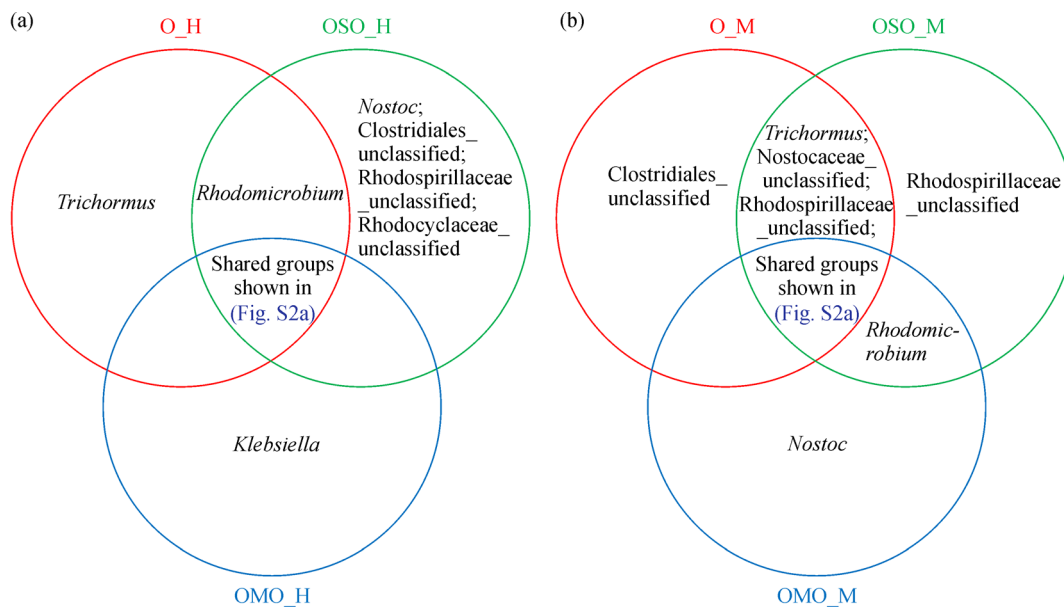 (a)
O_H
OSO_H
Nostoc;
Clostridiales_
unclassified;
Rhodospirillaceae
_unclassified;
Rhodocyclaceae_
unclassified
Trichormus
Rhodomicrobium
Shared groups
shown in
(Fig. S2a)
Klebsiella
OMO_H
(b)
O_M
OSO_M
Clostridiales_
unclassified
Trichormus;
Nostocaceae_
unclassified;
Rhodospirillaceae
_unclassified;
Rhodospirillaceae
_unclassified
Shared groups
shown in
(Fig. S2a)
Rhodomic-
robium
Nostoc
OMO_M